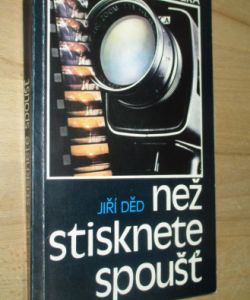 JIŘÍ DĚD
než
stisknete
spoušť